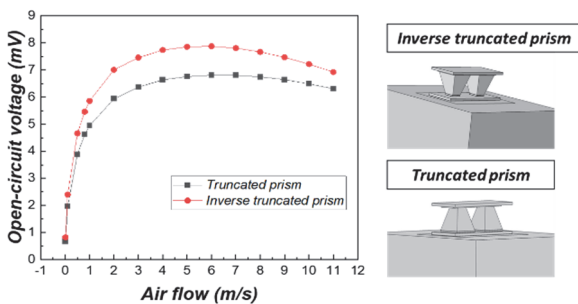 9
8
7
6
5
4
3
2
1
0
Open-circuit voltage (mV)
Truncated prism
Inverse truncated prism
-1 0 1 2 3 4 5 6 7 8 9 10 11 12
Air flow (m/s)
Inverse truncated prism
Truncated prism